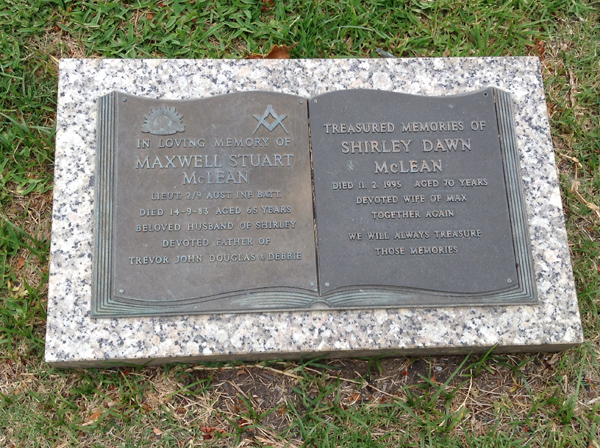 IN LOVING MEMORY OF
MAXWELL STUART
McLEAN
LIEUT. 2/9 AUST. INF. BATT.
DIED 14-9-83 AGED 65 YEARS
BELOVED HUSBAND OF SHIRLEY
DEVOTED FATHER OF
TREVOR JOHN DOUGLAS & DEBBIE
TREASURED MEMORIES OF
SHIRLEY DAWN
McLEAN
DIED 11. 2. 1995 AGED 70 YEARS
DEVOTED WIFE OF MAX
TOGETHER AGAIN
WE WILL ALWAYS TREASURE
THOSE MEMORIES